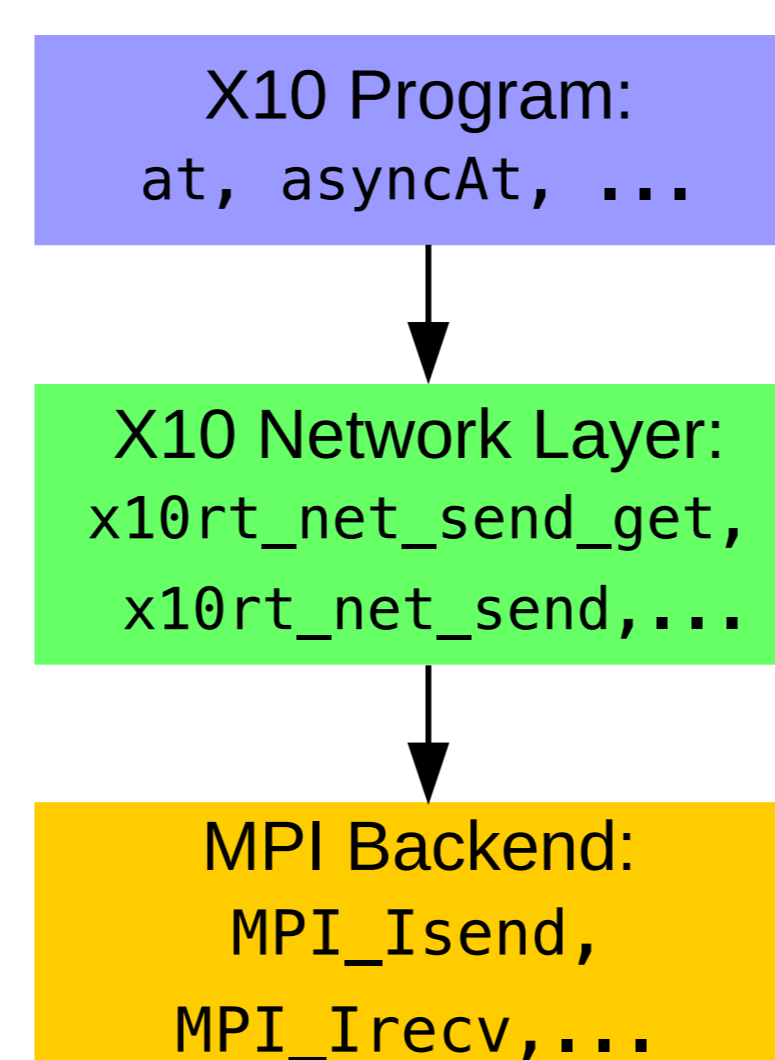 X10 Program:
at, asyncAt, ...
X10 Network Layer:
x10rt_net_send_get,
x10rt_net_send,...
MPI Backend:
MPI_Isend,
MPI_Irecv,...